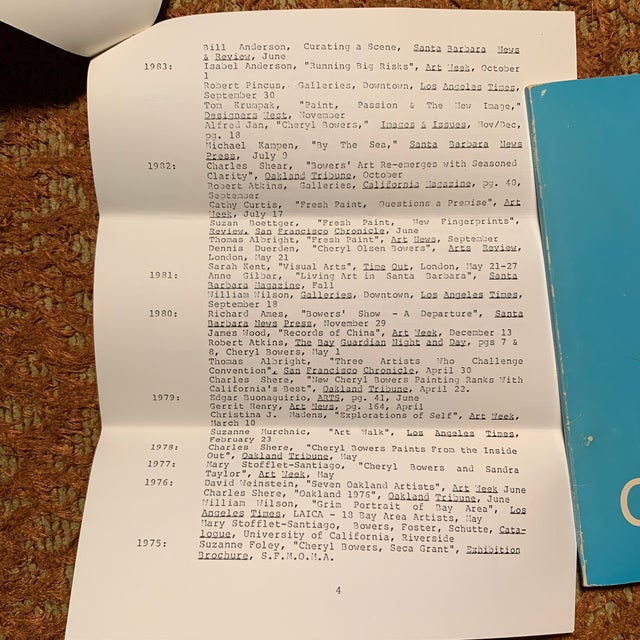 Bill Anderson, Curating a Scene, Santa Barbara News
& Review, June
1983: Isabel Anderson, "Running Big Risks", Art Week, October
1
Robert Pincus, Galleries, Downtown, Los Angeles Times,
September 30
Tom Krumpak, "Paint, Passion & The New Image,"
Designers West, November
Alfred Jan, "Cheryl Bowers," Images & Issues, Nov/Dec,
pg. 18
Michael Kampen, "By The Sea," Santa Barbara News
Press, July 9
1982: Charles Shear, "Bowers' Art Re-emerges with Seasoned
Clarity", Oakland Tribune, October
Robert Atkins, Galleries, California Magazine, pg. 40,
September
Cathy Curtis, "Fresh Paint, Questions a Premise", Art
Week, July 17
Suzan Boettger, "Fresh Paint, New Fingerprints",
Review, San Francisco Chronicle, June
Thomas Albright, "Fresh Paint", Art News, September
Dennis Duerden, "Cheryl Olsen Bowers", Arts Review,
London, May 21
Sarah Kent, "Visual Arts", Time Out, London, May 21-27
1981: Anne Gilbar, "Living Art in Santa Barbara", Santa
Barbara Magazine, Fall
William Wilson, Galleries, Downtown, Los Angeles Times,
September 18
1980: Richard Ames, "Bowers' Show - A Departure", Santa
Barbara News Press, November 29
James Wood, "Records of China", Art Week, December 13
Robert Atkins, The Bay Guardian Night and Day, pgs 7 &
8, Cheryl Bowers, May 1
Thomas Albright, "Three Artists Who Challenge
Convention", San Francisco Chronicle, April 30
Charles Shere, "New Cheryl Bowers Painting Ranks With
California's Best", Oakland Tribune, April 22.
1979: Edgar Buonaguirio, ARTS, pg. 41, June
Gerrit Henry, Art News, pg. 164, April
Christina J. Madens, "Explorations of Self", Art Week,
March 10
Suzanne Murchnic, "Art Walk", Los Angeles Times,
February 23
1978: Charles Shere, "Cheryl Bowers Paints From the Inside
Out", Oakland Tribune, May
1977: Mary Stofflet-Santiago, "Cheryl Bowers and Sandra
Taylor", Art Week, May
1976: David Weinstein, "Seven Oakland Artists", Art Week June
Charles Shere, "Oakland 1976", Oakland Tribune, June
William Wilson, "Grim Portrait of Bay Area", Los
Angeles Times, LAICA - 18 Bay Area Artists, May
Mary Stofflet-Santiago, Bowers, Foster, Schutte, Cata-
logue, University of California, Riverside
1975: Suzanne Foley, "Cheryl Bowers, Seca Grant", Exhibition
Brochure, S.F.M.O.M.A.
4